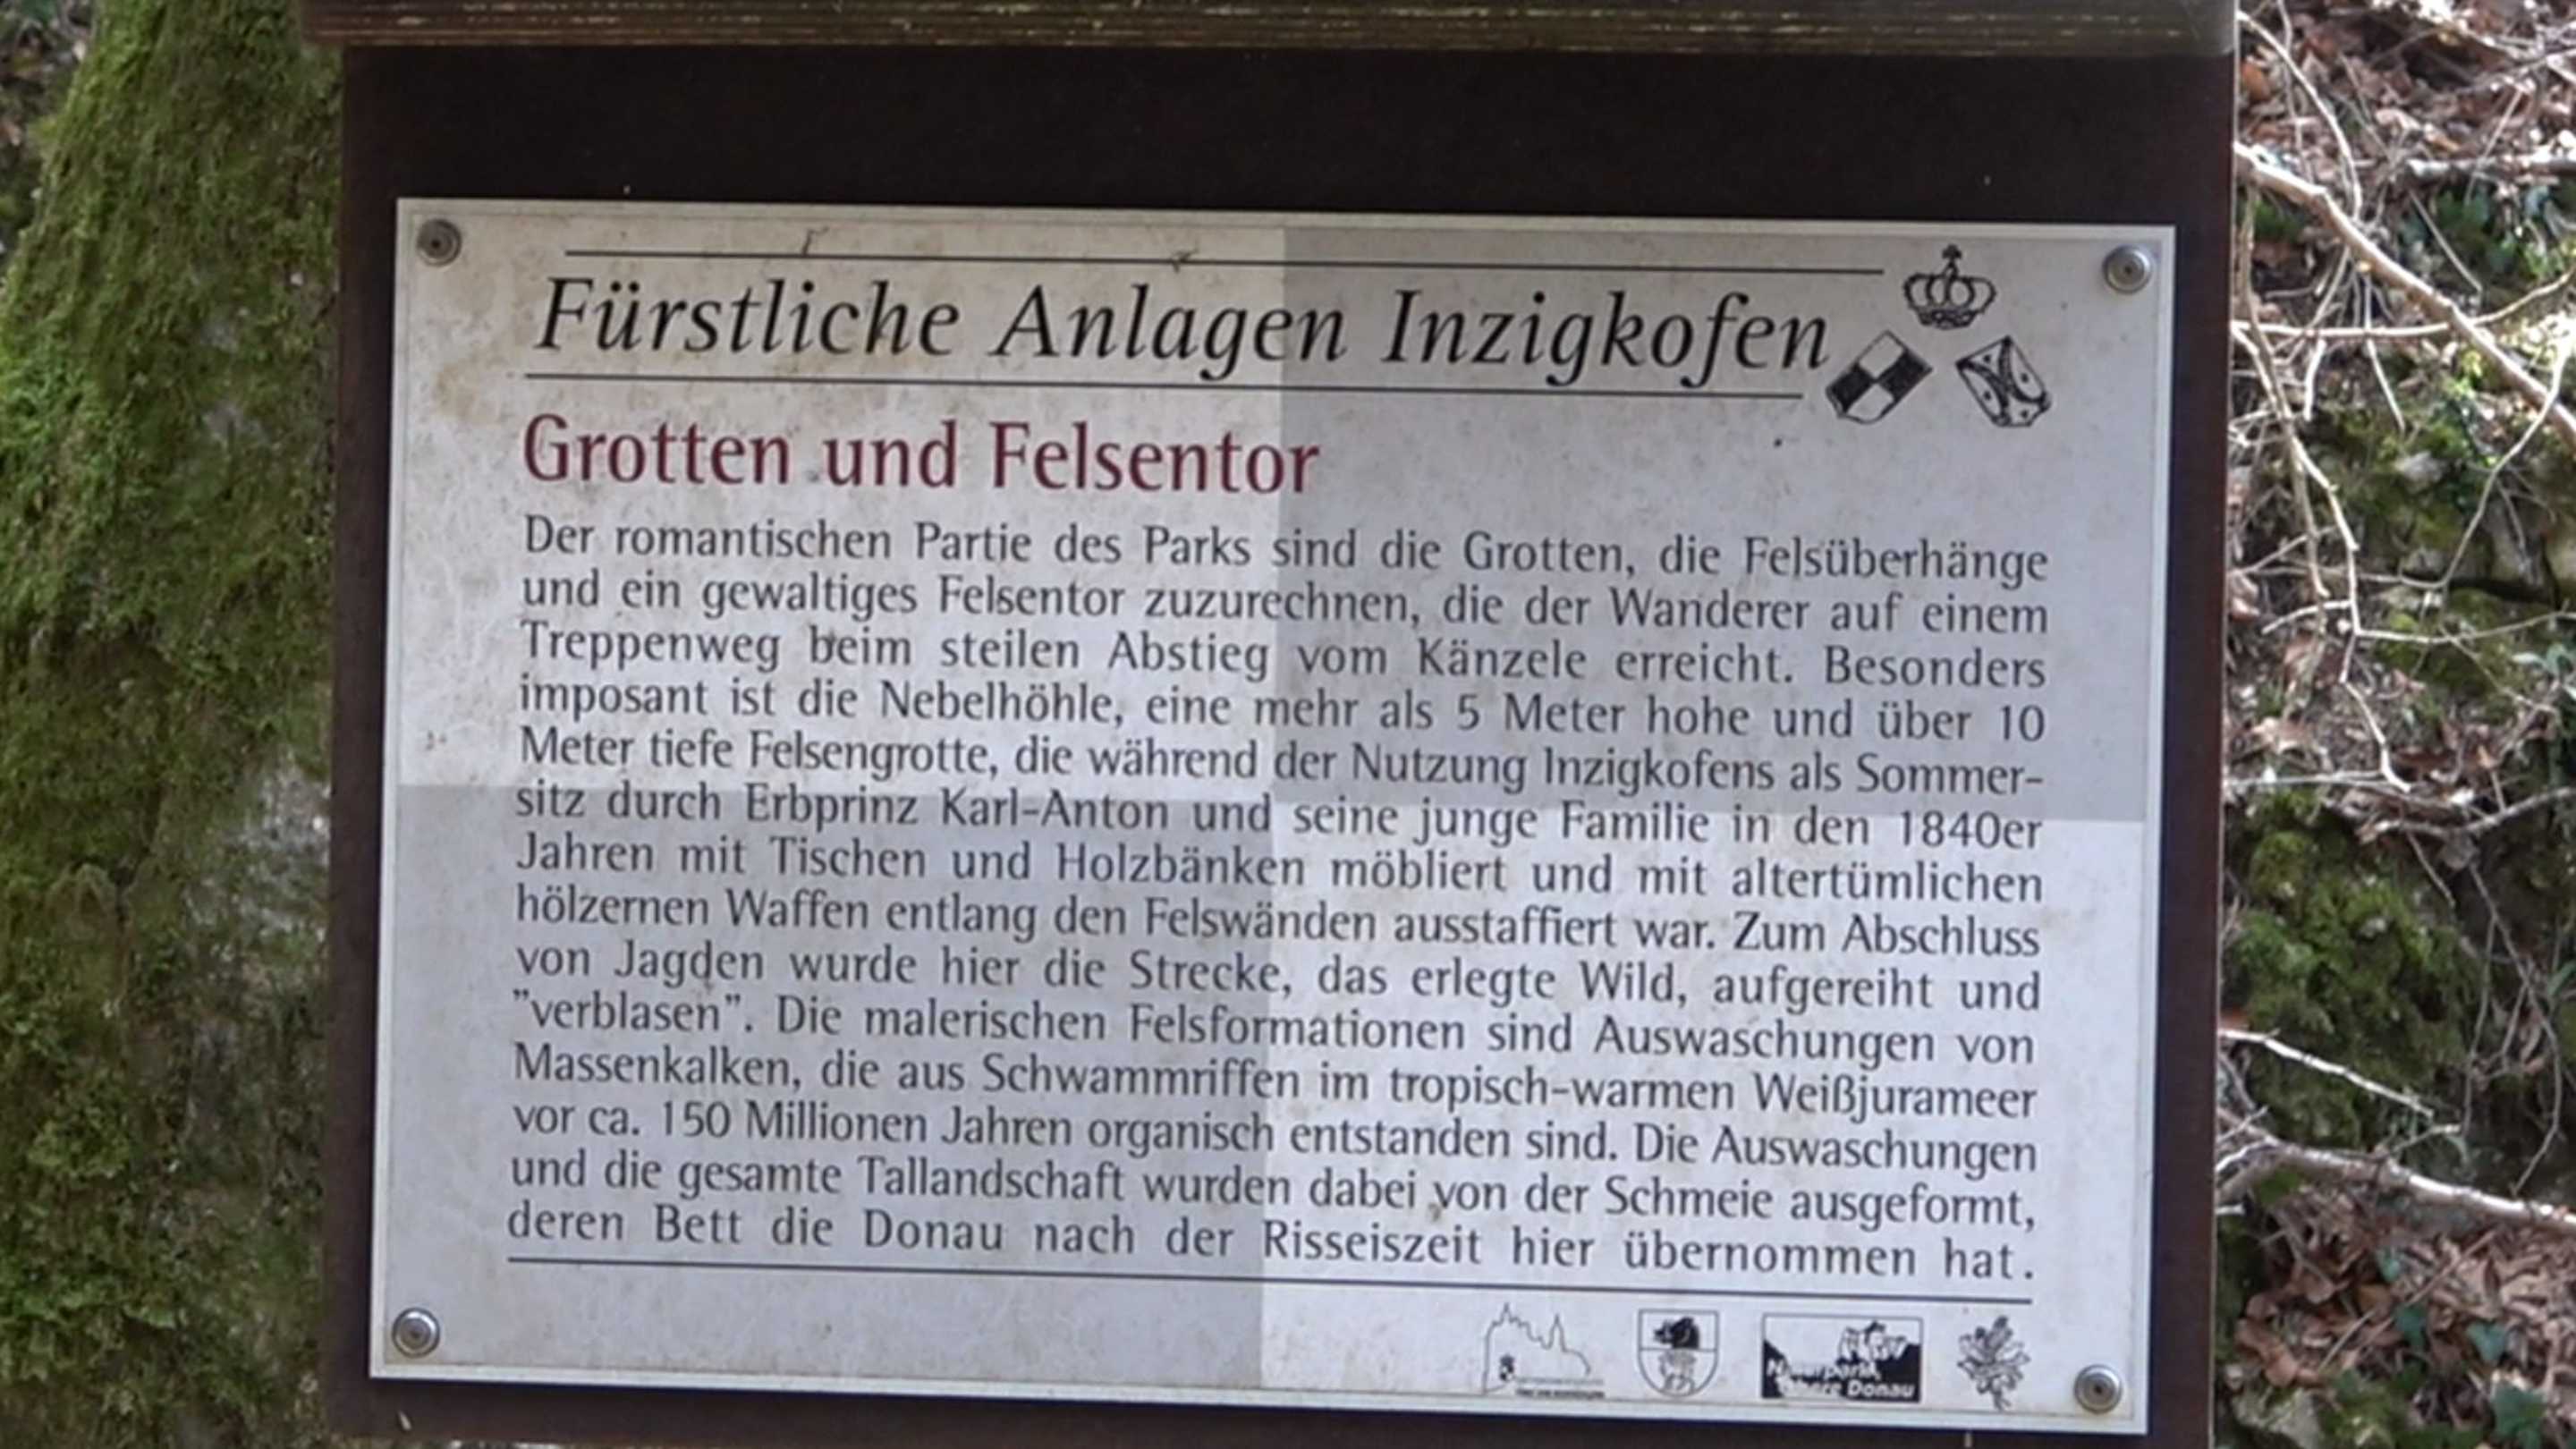 Fürstliche Anlagen Inzigkofen
Grotten und Felsentor
Der romantischen Partie des Parks sind die Grotten, die Felsüberhänge
und ein gewaltiges Felsentor zuzurechnen, die der Wanderer auf einem
Treppenweg beim steilen Abstieg vom Känzele erreicht. Besonders
imposant ist die Nebelhöhle, eine mehr als 5 Meter hohe und über 10
Meter tiefe Felsengrotte, die während der Nutzung Inzigkofens als Sommer-
sitz durch Erbprinz Karl-Anton und seine junge Familie in den 1840er
Jahren mit Tischen und Holzbänken möbliert und mit altertümlichen
hölzernen Waffen entlang den Felswänden ausstaffiert war. Zum Abschluss
von Jagden wurde hier die Strecke, das erlegte Wild, aufgereiht und
"verblasen". Die malerischen Felsformationen sind Auswaschungen von
Massenkalken, die aus Schwammriffen im tropisch-warmen Weißjurameer
vor ca. 150 Millionen Jahren organisch entstanden sind. Die Auswaschungen
und die gesamte Tallandschaft wurden dabei von der Schmeie ausgeformt,
deren Bett die Donau nach der Risseiszeit hier übernommen hat.
Naturpark
Obere Donau